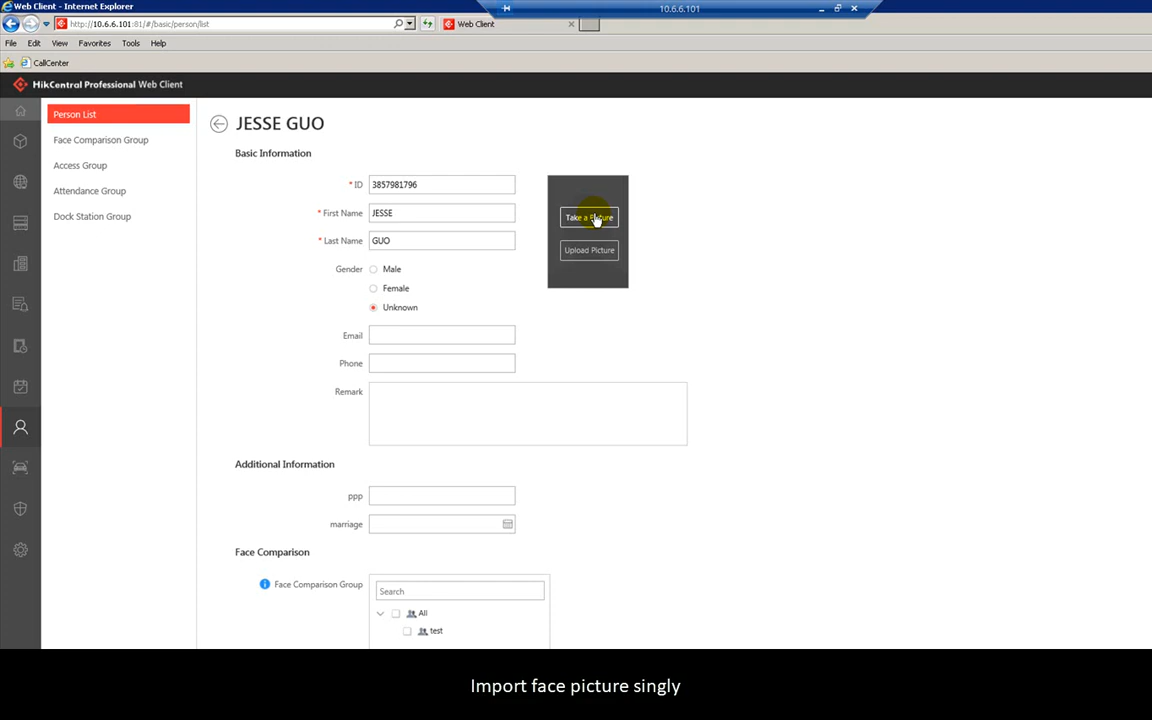 Web Client - Internet Explorer
10.6.6.101
http://10.6.6.101:81/#/basic/person/list
Web Client
File Edit View Favorites Tools Help
CallCenter
HikCentral Professional Web Client
Person List
Face Comparison Group
Access Group
Attendance Group
Dock Station Group
JESSE GUO
Basic Information
* ID 3857981796
* First Name JESSE
* Last Name GUO
Gender Male
Female
Unknown
Take a Picture
Upload Picture
Email
Phone
Remark
Additional Information
ppp
marriage
Face Comparison
Face Comparison Group
Search
All
test
Import face picture singly